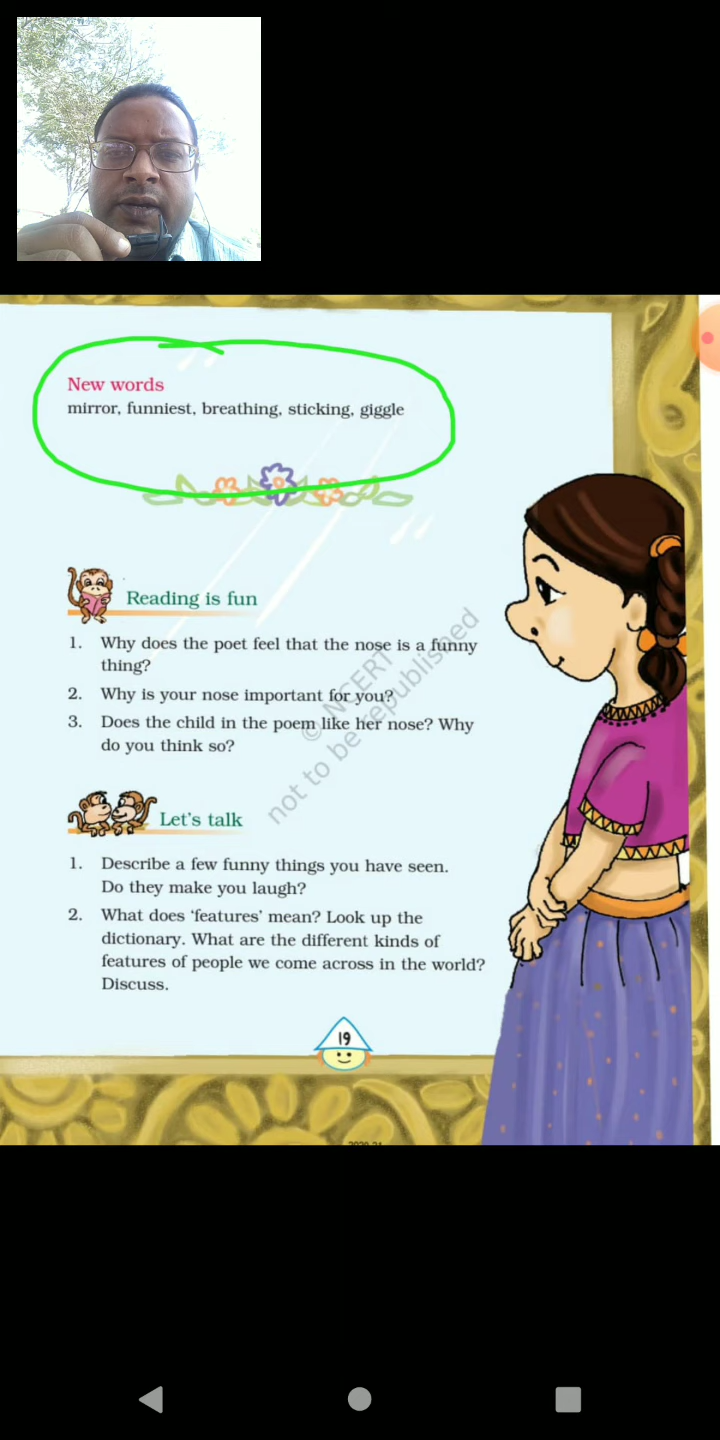 New words
mirror, funniest, breathing, sticking, giggle
Reading is fun
1. Why does the poet feel that the nose is a funny
thing?
2. Why is your nose important for you?
3. Does the child in the poem like her nose? Why
do you think so?
© NCERT
not to be republished
Let's talk
1. Describe a few funny things you have seen.
Do they make you laugh?
2. What does ‘features’ mean? Look up the
dictionary. What are the different kinds of
features of people we come across in the world?
Discuss.
19